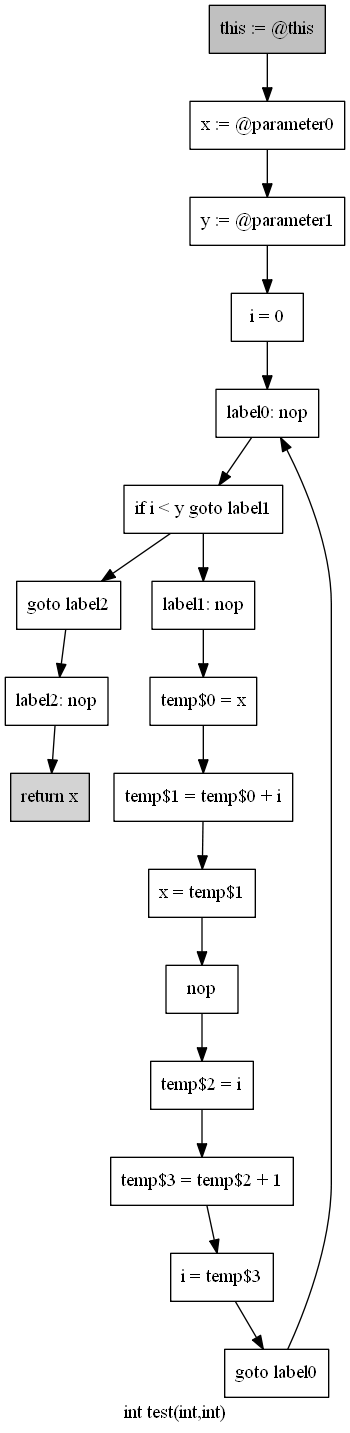 this := @this
x := @parameter0
y := @parameter1
i = 0
label0: nop
if i < y goto label1
goto label2
label1: nop
label2: nop
temp$0 = x
return x
temp$1 = temp$0 + i
x = temp$1
nop
temp$2 = i
temp$3 = temp$2 + 1
i = temp$3
goto label0
int test(int,int)